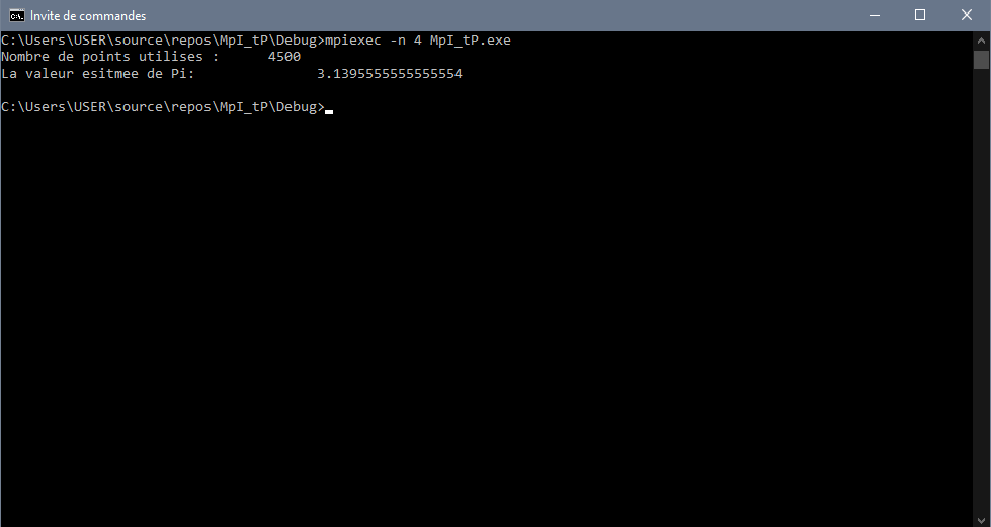 Invite de commandes
C:\Users\USER\source\repos\MpI_tP\Debug>mpiexec -n 4 MpI_tP.exe
Nombre de points utilises :      4500
La valeur esitmee de Pi:               3.1395555555555554
C:\Users\USER\source\repos\MpI_tP\Debug>